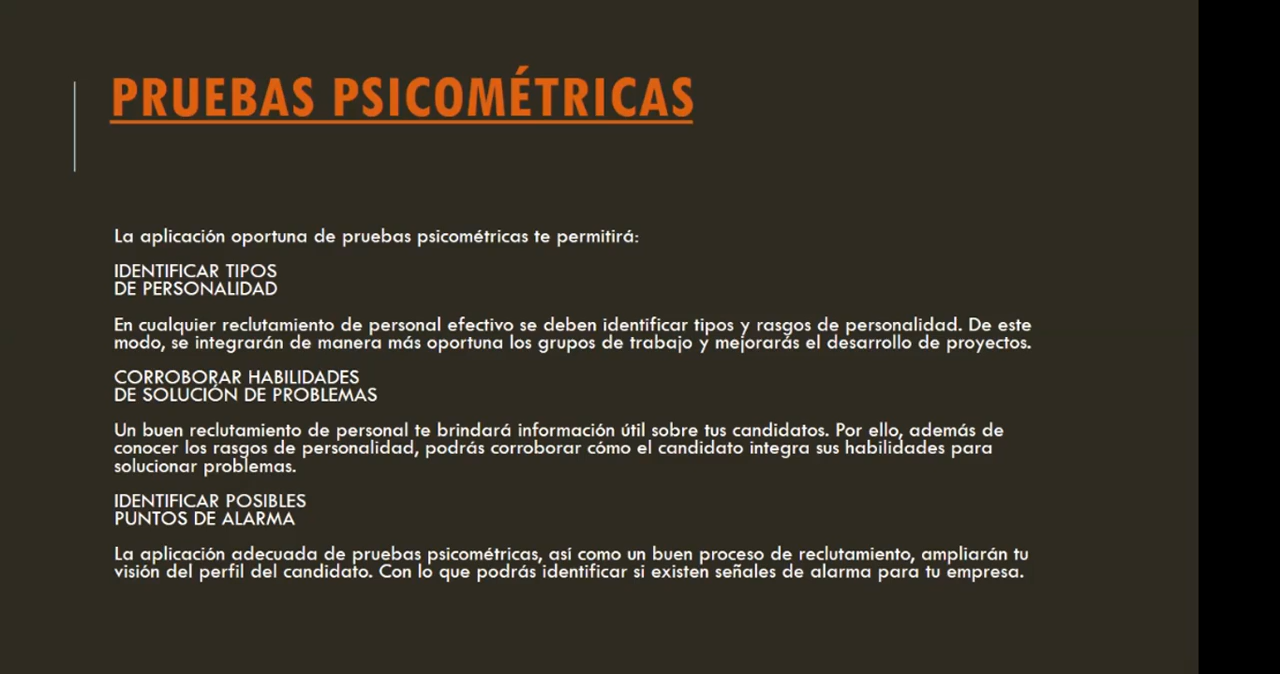 PRUEBAS PSICOMÉTRICAS
La aplicación oportuna de pruebas psicométricas te permitirá:
IDENTIFICAR TIPOS
DE PERSONALIDAD
En cualquier reclutamiento de personal efectivo se deben identificar tipos y rasgos de personalidad. De este
modo, se integrarán de manera más oportuna los grupos de trabajo y mejorarás el desarrollo de proyectos.
CORROBORAR HABILIDADES
DE SOLUCIÓN DE PROBLEMAS
Un buen reclutamiento de personal te brindará información útil sobre tus candidatos. Por ello, además de
conocer los rasgos de personalidad, podrás corroborar cómo el candidato integra sus habilidades para
solucionar problemas.
IDENTIFICAR POSIBLES
PUNTOS DE ALARMA
La aplicación adecuada de pruebas psicométricas, así como un buen proceso de reclutamiento, ampliarán tu
visión del perfil del candidato. Con lo que podrás identificar si existen señales de alarma para tu empresa.